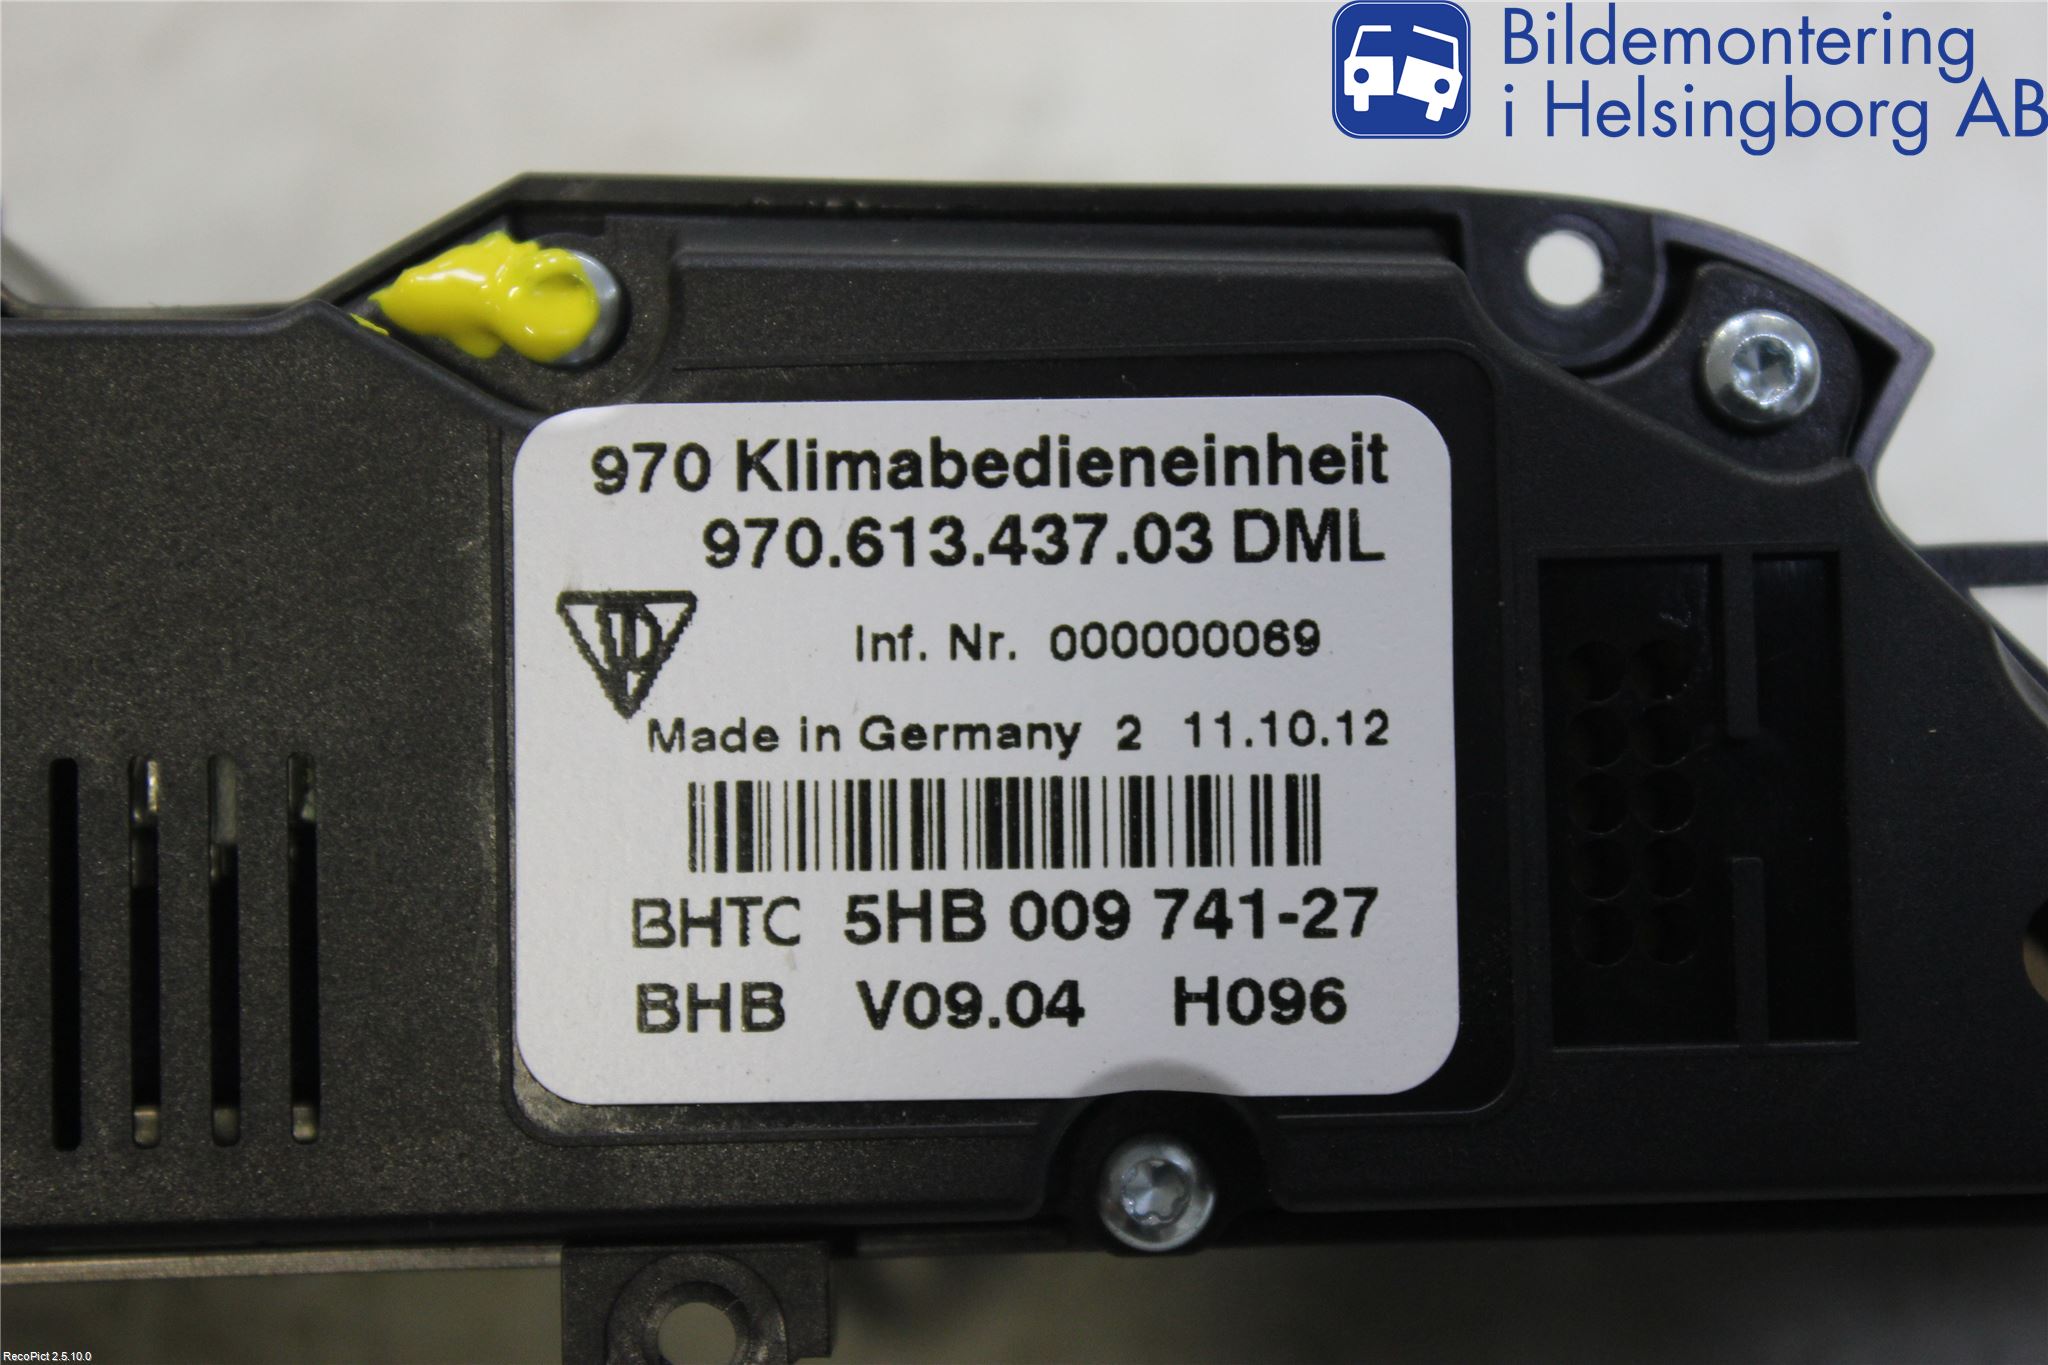 Bildemontering
i Helsingborg AB
970 Klimabedieneinheit
970.613.437.03 DML
Inf. Nr. 000000069
Made in Germany 2 11.10.12
BHTC 5HB 009 741-27
BHB V09.04 H096
RecoPict 2.5.10.0